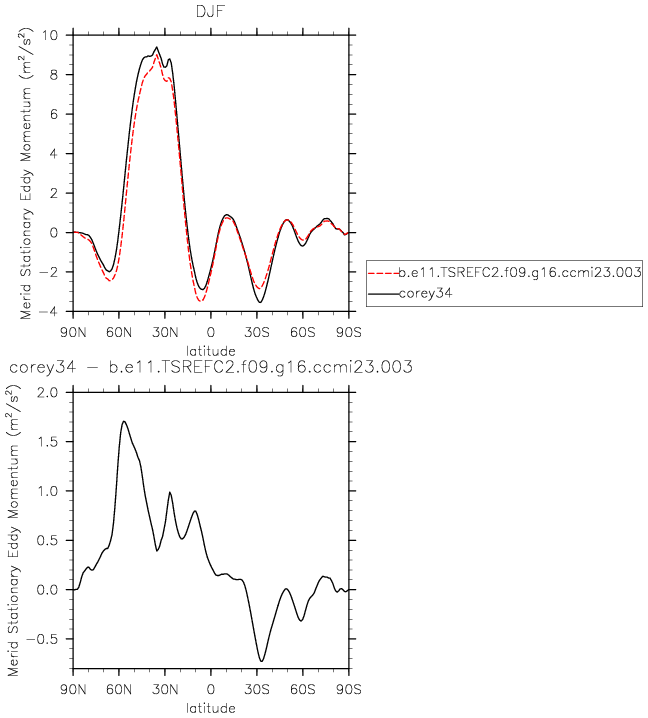 DJF
Merid Stationary Eddy Momentum (m²/s²)
10
8
6
4
2
0
−2
−4
90N 60N 30N 0 30S 60S 90S
latitude
b.e11.TSREFC2.f09.g16.ccmi23.003
corey34
corey34 − b.e11.TSREFC2.f09.g16.ccmi23.003
Merid Stationary Eddy Momentum (m²/s²)
2.0
1.5
1.0
0.5
0.0
−0.5
90N 60N 30N 0 30S 60S 90S
latitude